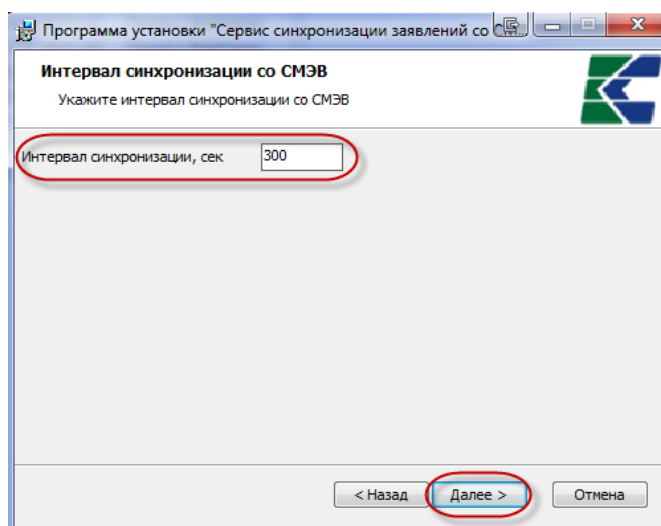 Программа установки "Сервис синхронизации заявлений со
Интервал синхронизации со СМЭВ
Укажите интервал синхронизации со СМЭВ
Интервал синхронизации, сек 300
< Назад Далее > Отмена